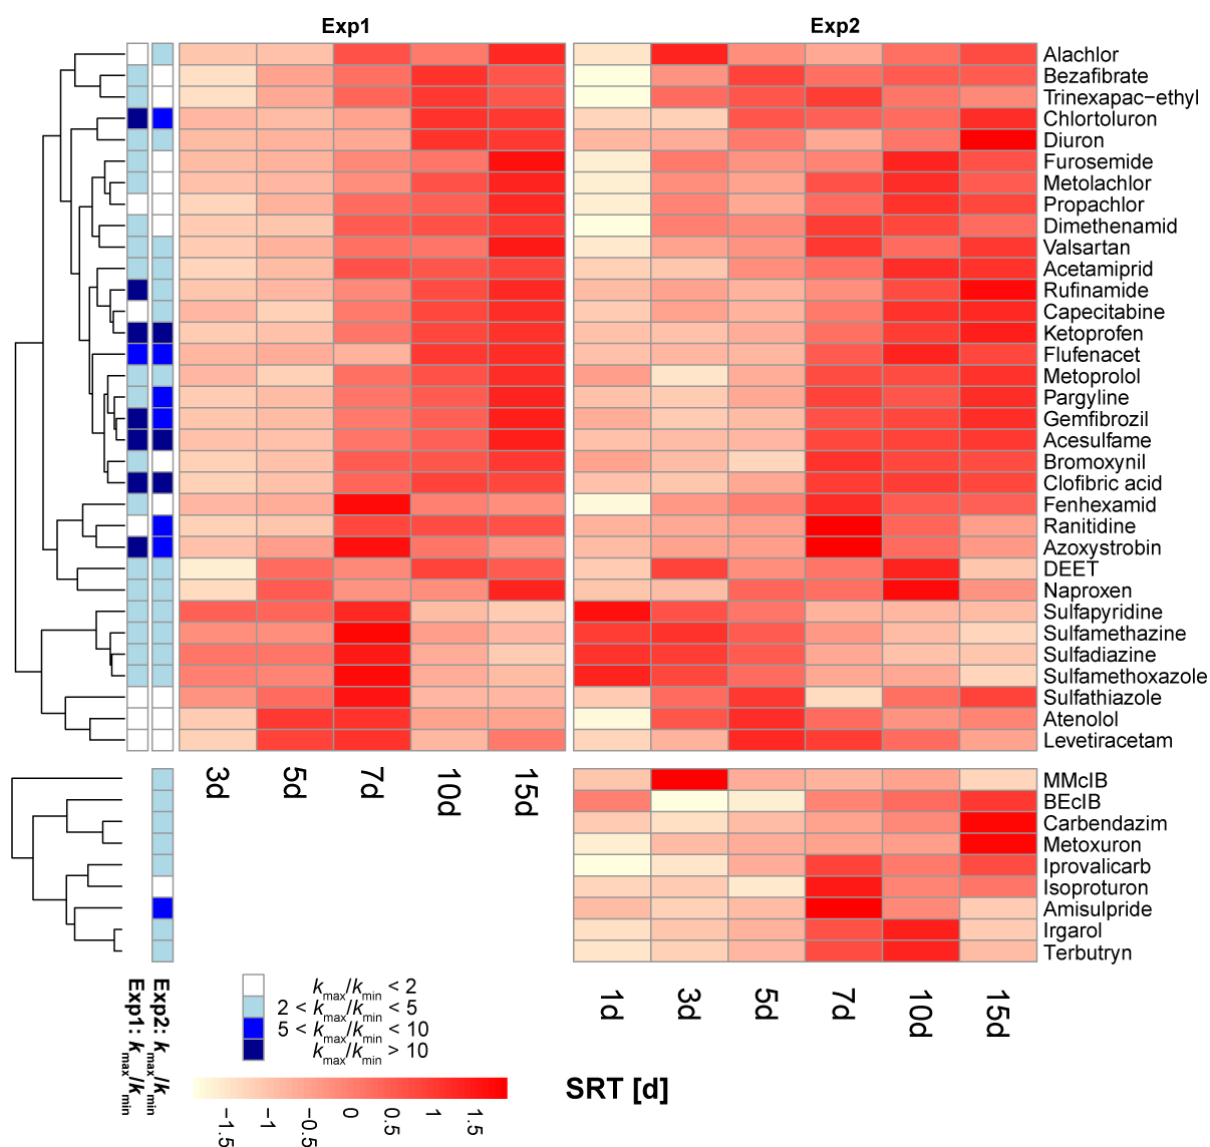 Exp1
Exp2
Alachlor
Bezafibrate
Trinexapac-ethyl
Chlortoluron
Diuron
Furosemide
Metolachlor
Propachlor
Dimethenamid
Valsartan
Acetamiprid
Rufinamide
Capecitabine
Ketoprofen
Flufenacet
Metoprolol
Pargyline
Gemfibrozil
Acesulfame
Bromoxynil
Clofibric acid
Fenhexamid
Ranitidine
Azoxystrobin
DEET
Naproxen
Sulfapyridine
Sulfamethazine
Sulfadiazine
Sulfamethoxazole
Sulfathiazole
Atenolol
Levetiracetam
3d 5d 7d 10d 15d
MMclB
BEclB
Carbendazim
Metoxuron
Iprovalicarb
Isoproturon
Amisulpride
Irgarol
Terbutryn
1d 3d 5d 7d 10d 15d
Exp1: kmax/kmin
Exp2: kmax/kmin
kmax/kmin < 2
2 < kmax/kmin < 5
5 < kmax/kmin < 10
kmax/kmin > 10
−1.5 −1 −0.5 0 0.5 1 1.5
SRT [d]